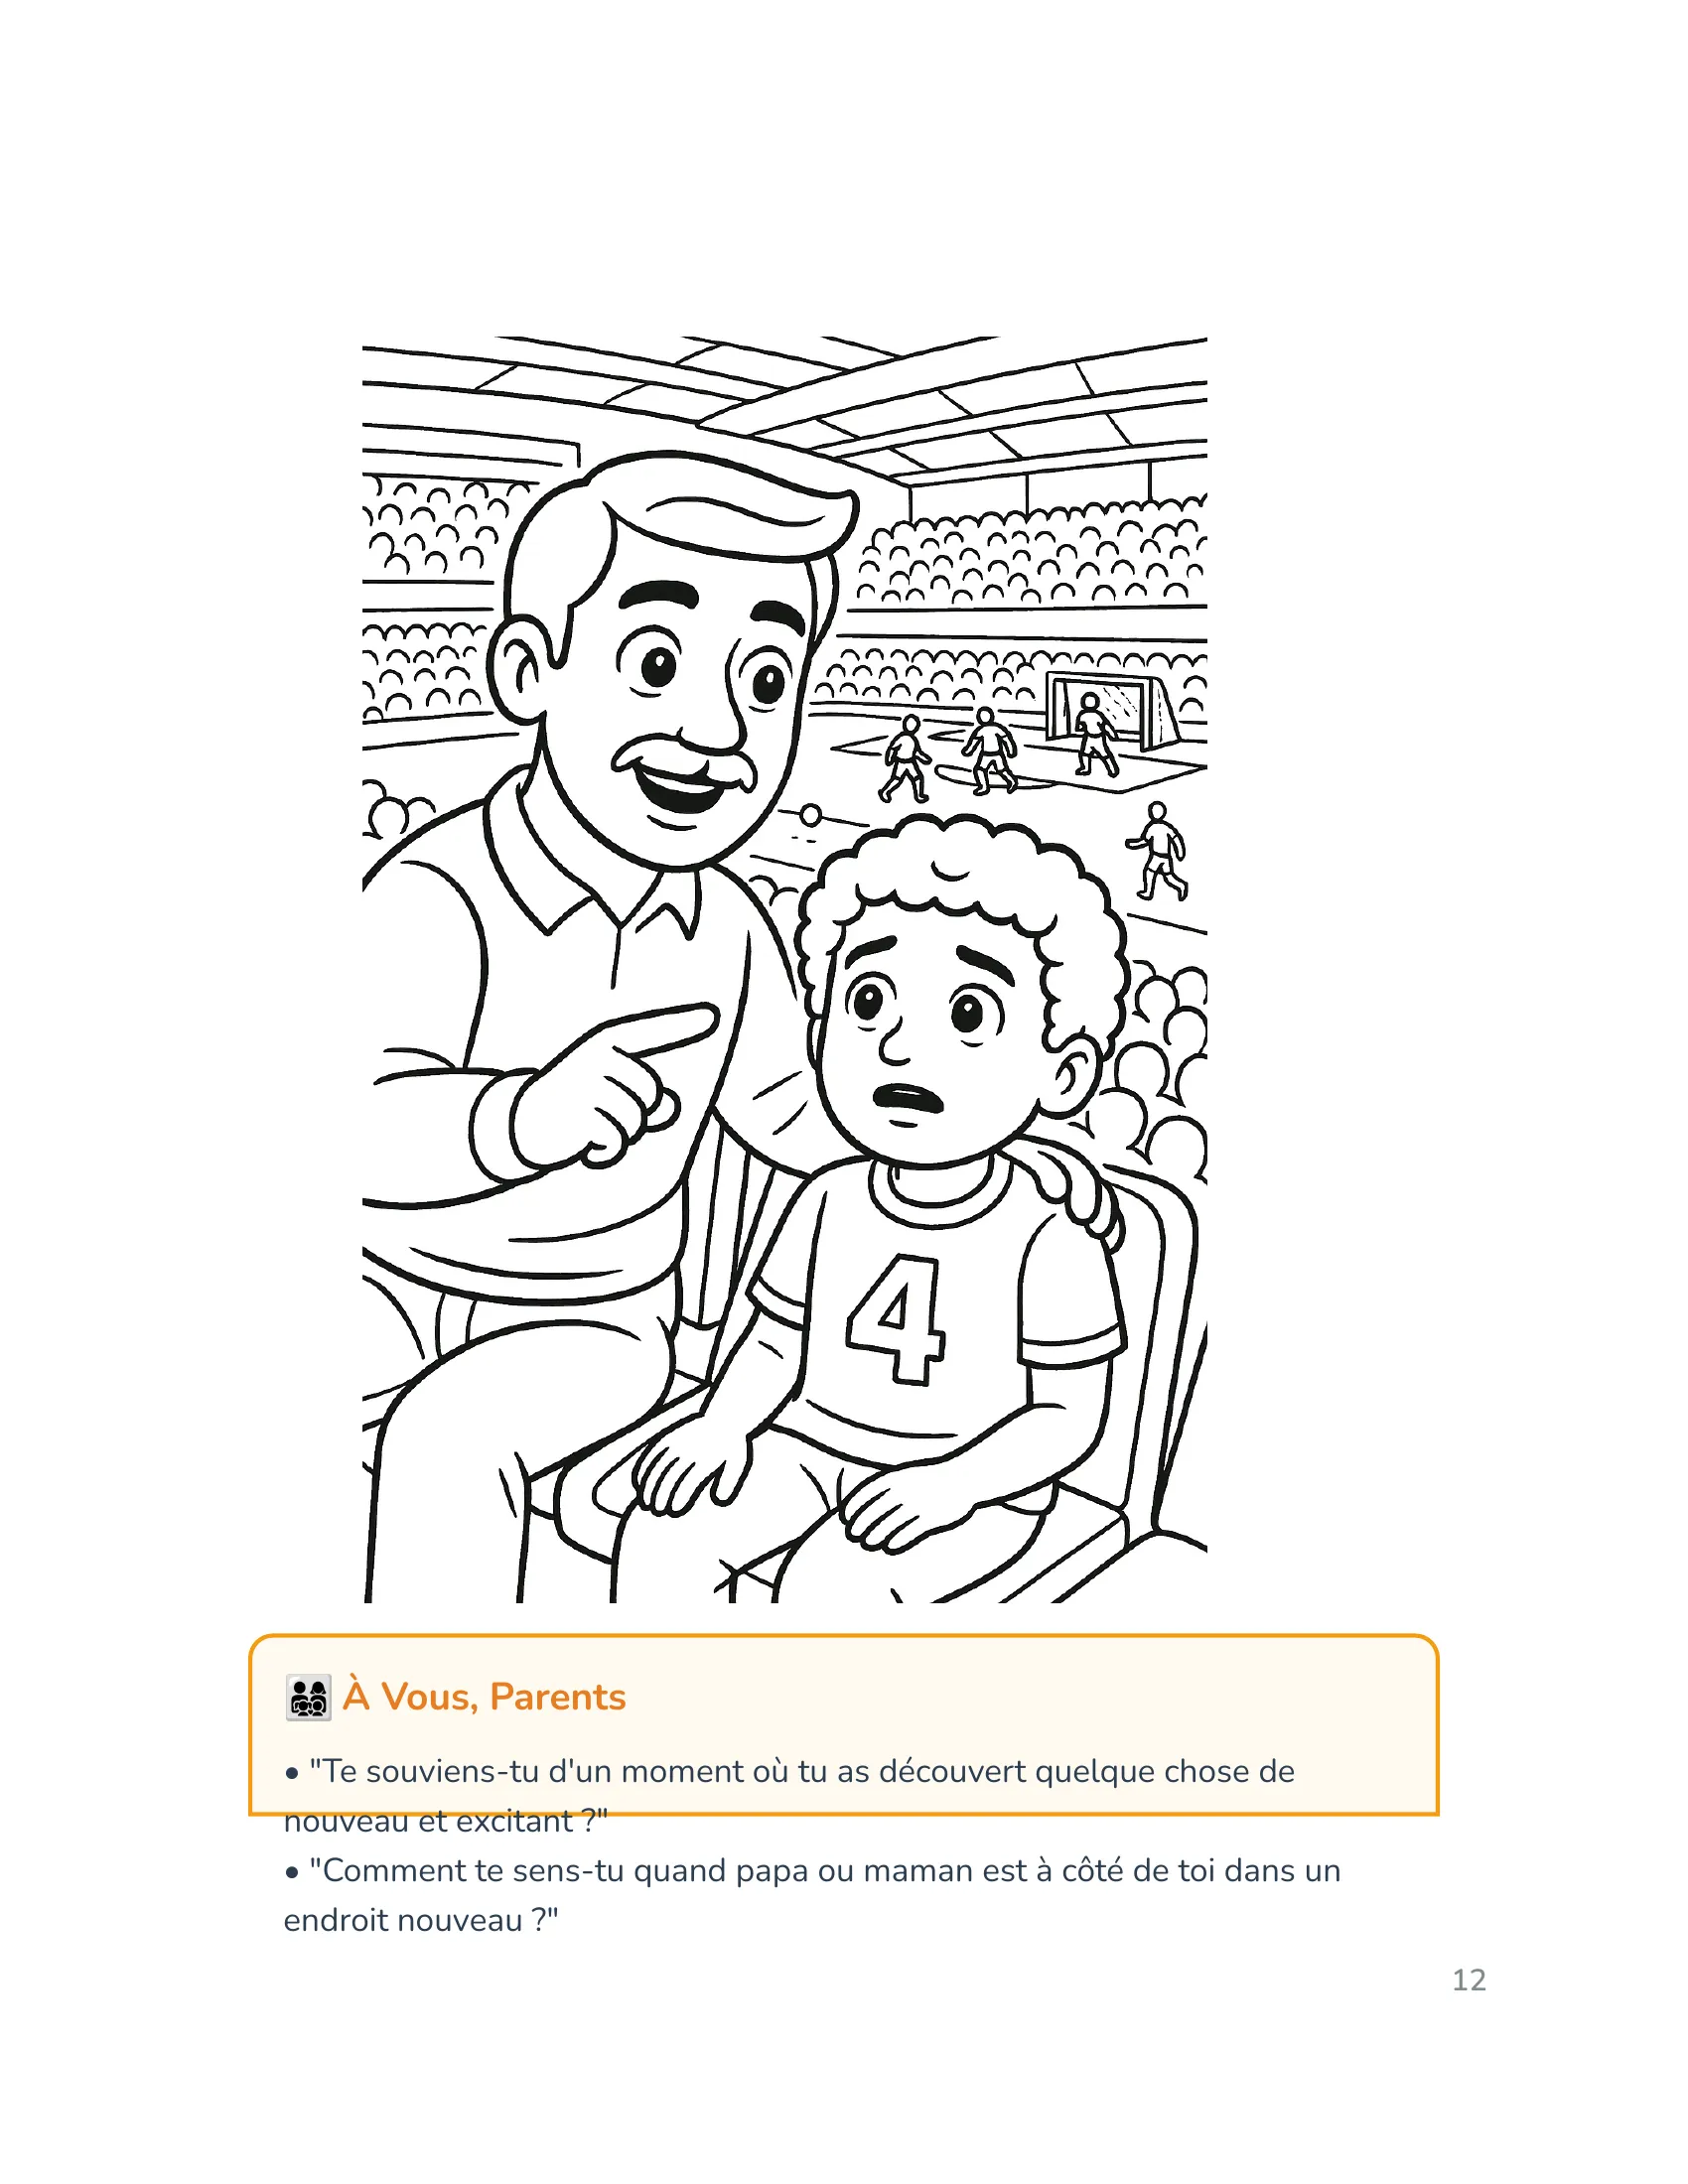 4
À Vous, Parents
• "Te souviens-tu d'un moment où tu as découvert quelque chose de
nouveau et excitant ?"
• "Comment te sens-tu quand papa ou maman est à côté de toi dans un
endroit nouveau ?"
12